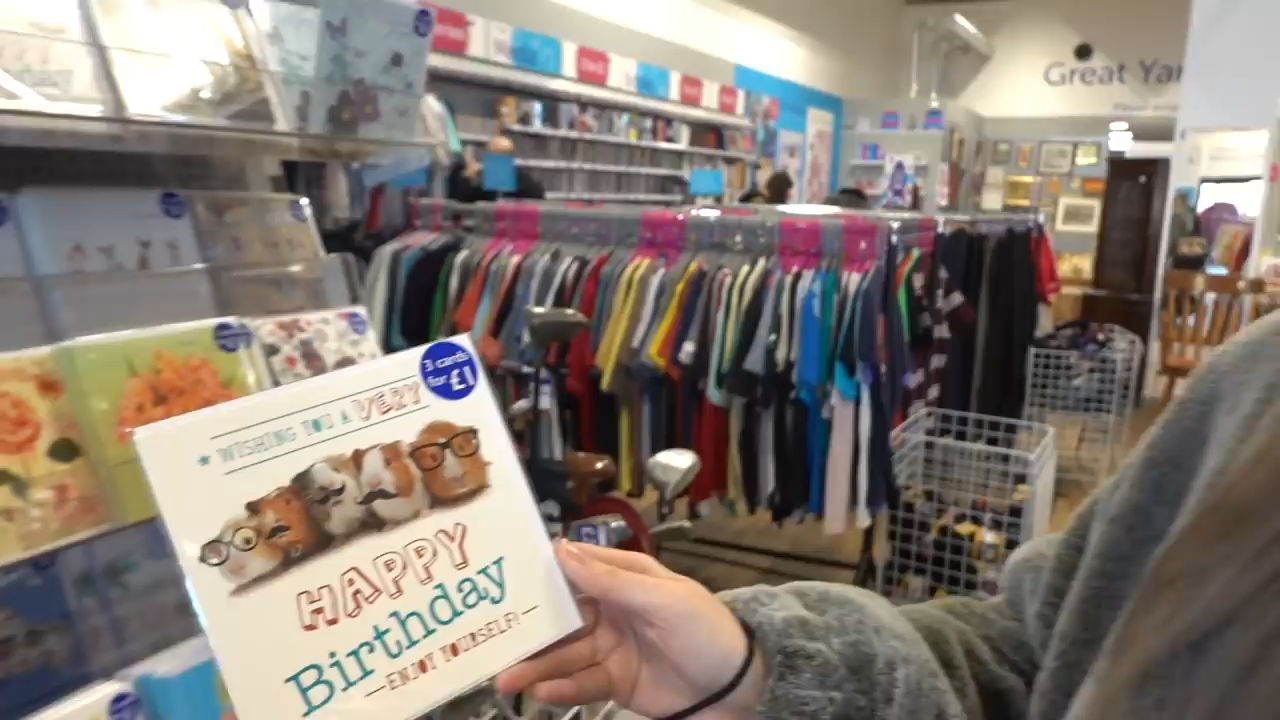 Great Yar
3 cards
for £1
WISHING YOU A VERY
HAPPY
Birthday
ENJOY YOURSELF!